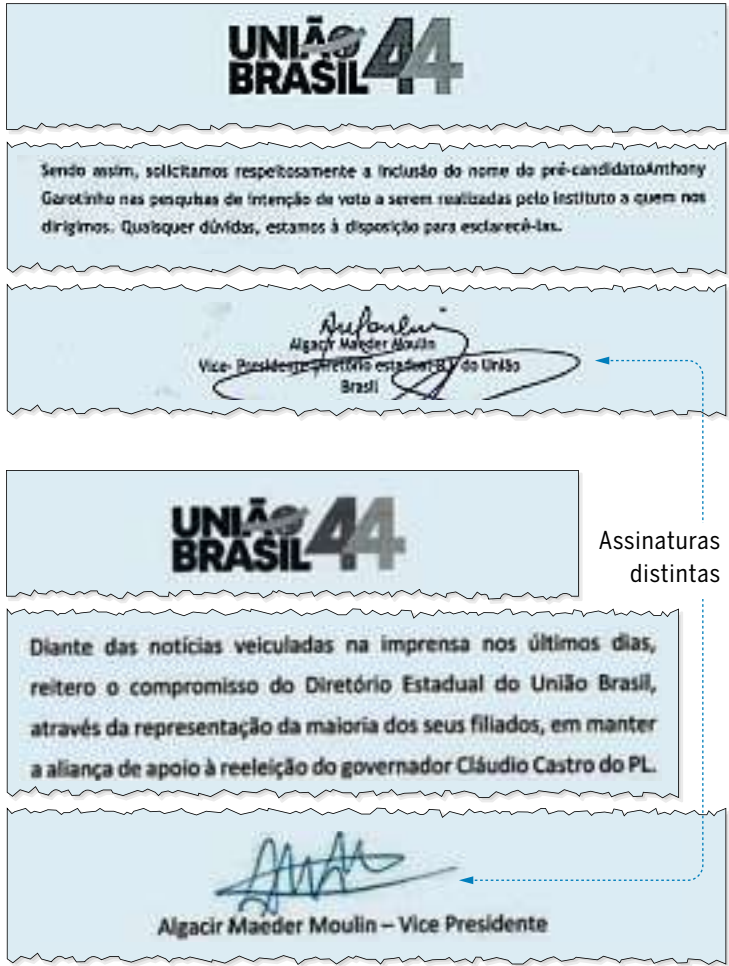 UNIÃO 44
BRASIL
Sendo assim, solicitamos respeitosamente a inclusão do nome do pré-candidatoAnthony
Garotinho nas pesquisas de intenção de voto a serem realizadas pelo instituto a quem nos
dirigimos. Quaisquer dúvidas, estamos à disposição para esclarecê-las.
Algacir Maeder Moulin
Vice- Presidente diretório estadual RJ do União
Brasil
UNIÃO 44
BRASIL
Assinaturas
distintas
Diante das notícias veiculadas na imprensa nos últimos dias,
reitero o compromisso do Diretório Estadual do União Brasil,
através da representação da maioria dos seus filiados, em manter
a aliança de apoio à reeleição do governador Cláudio Castro do PL.
Algacir Maeder Moulin – Vice Presidente